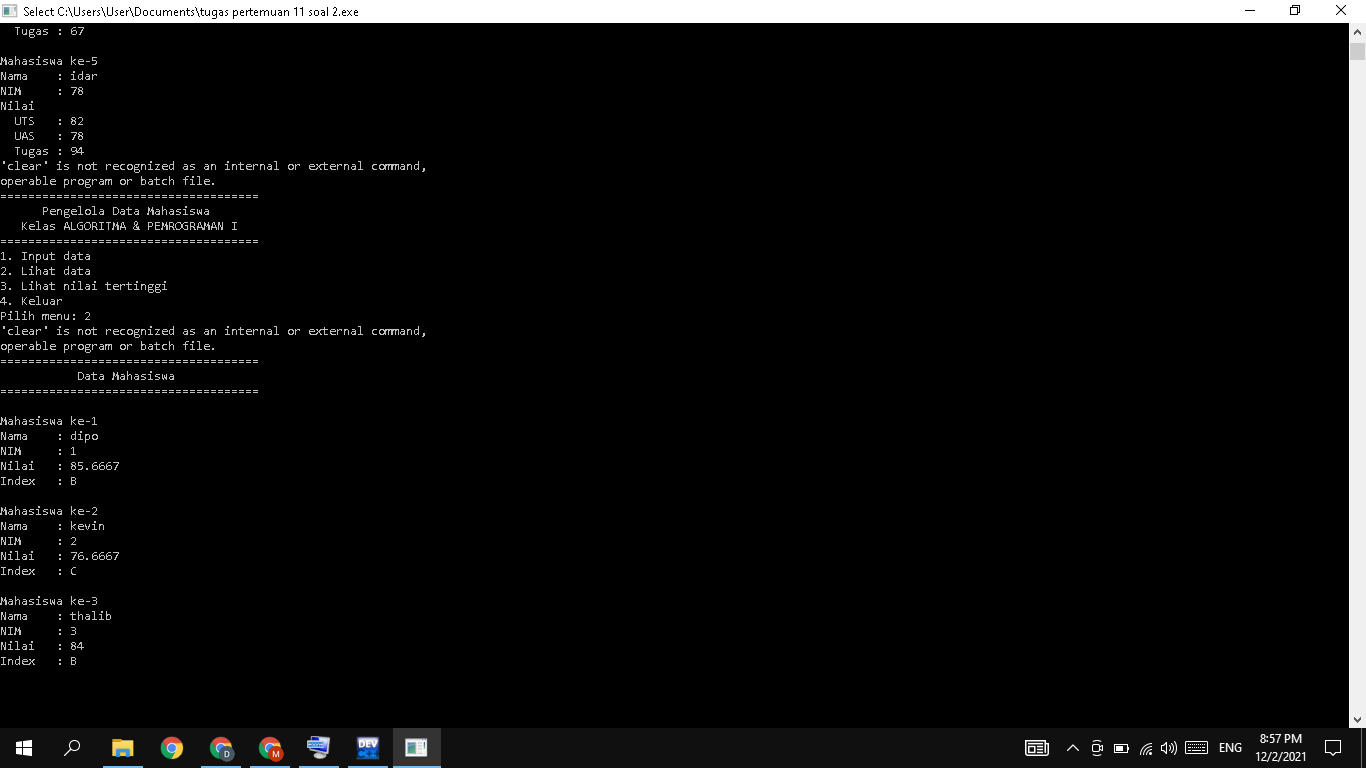 Select C:\Users\User\Documents\tugas pertemuan 11 soal 2.exe
Tugas : 67
Mahasiswa ke-5
Nama : idar
NIM : 78
Nilai
UTS : 82
UAS : 78
Tugas : 94
'clear' is not recognized as an internal or external command,
operable program or batch file.
=====================================
Pengelola Data Mahasiswa
Kelas ALGORITMA & PEMROGRAMAN I
=====================================
1. Input data
2. Lihat data
3. Lihat nilai tertinggi
4. Keluar
Pilih menu: 2
'clear' is not recognized as an internal or external command,
operable program or batch file.
=====================================
Data Mahasiswa
=====================================
Mahasiswa ke-1
Nama : dipo
NIM : 1
Nilai : 85.6667
Index : B
Mahasiswa ke-2
Nama : kevin
NIM : 2
Nilai : 76.6667
Index : C
Mahasiswa ke-3
Nama : thalib
NIM : 3
Nilai : 84
Index : B
D
M
DEV
ENG
8:57 PM
12/2/2021